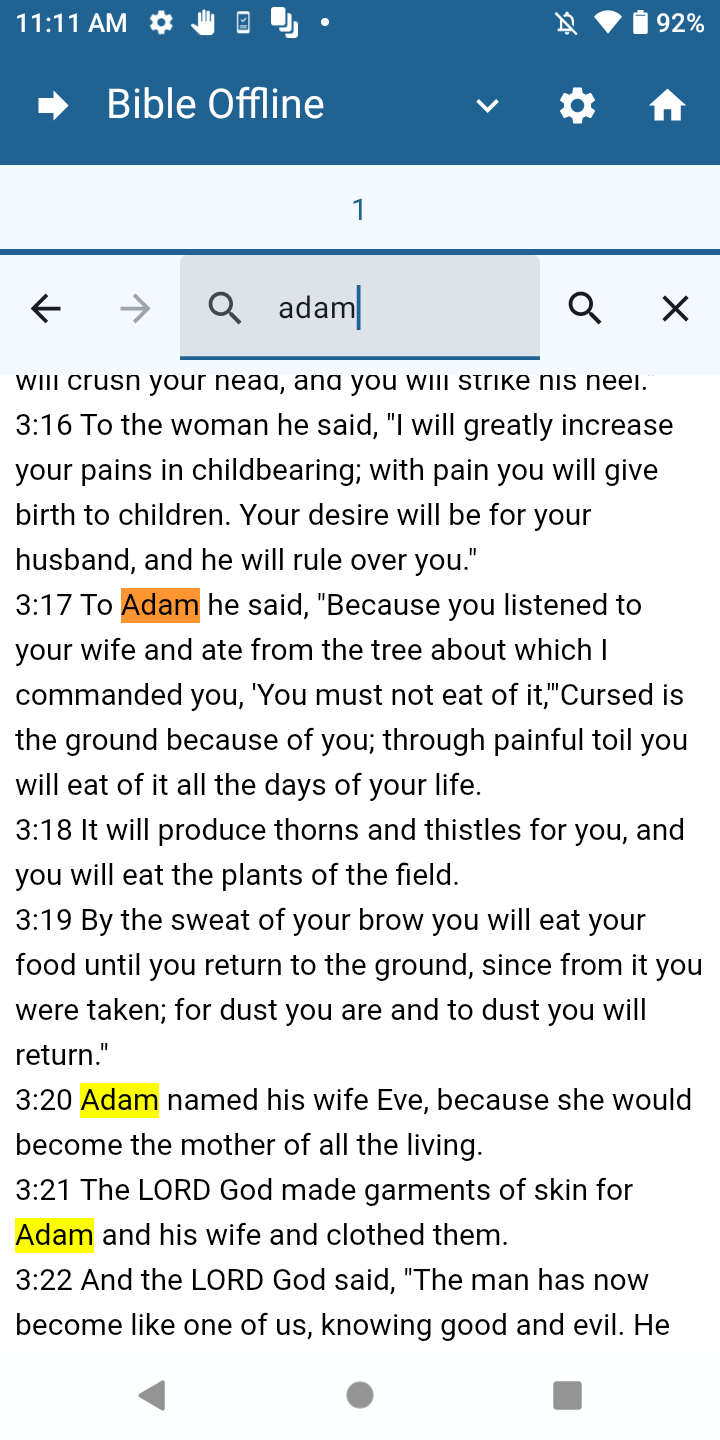 11:11 AM
92%
Bible Offline
1
adam
will crush your head, and you will strike his heel."
3:16 To the woman he said, "I will greatly increase
your pains in childbearing; with pain you will give
birth to children. Your desire will be for your
husband, and he will rule over you."
3:17 To Adam he said, "Because you listened to
your wife and ate from the tree about which I
commanded you, 'You must not eat of it,'"Cursed is
the ground because of you; through painful toil you
will eat of it all the days of your life.
3:18 It will produce thorns and thistles for you, and
you will eat the plants of the field.
3:19 By the sweat of your brow you will eat your
food until you return to the ground, since from it you
were taken; for dust you are and to dust you will
return."
3:20 Adam named his wife Eve, because she would
become the mother of all the living.
3:21 The LORD God made garments of skin for
Adam and his wife and clothed them.
3:22 And the LORD God said, "The man has now
become like one of us, knowing good and evil. He